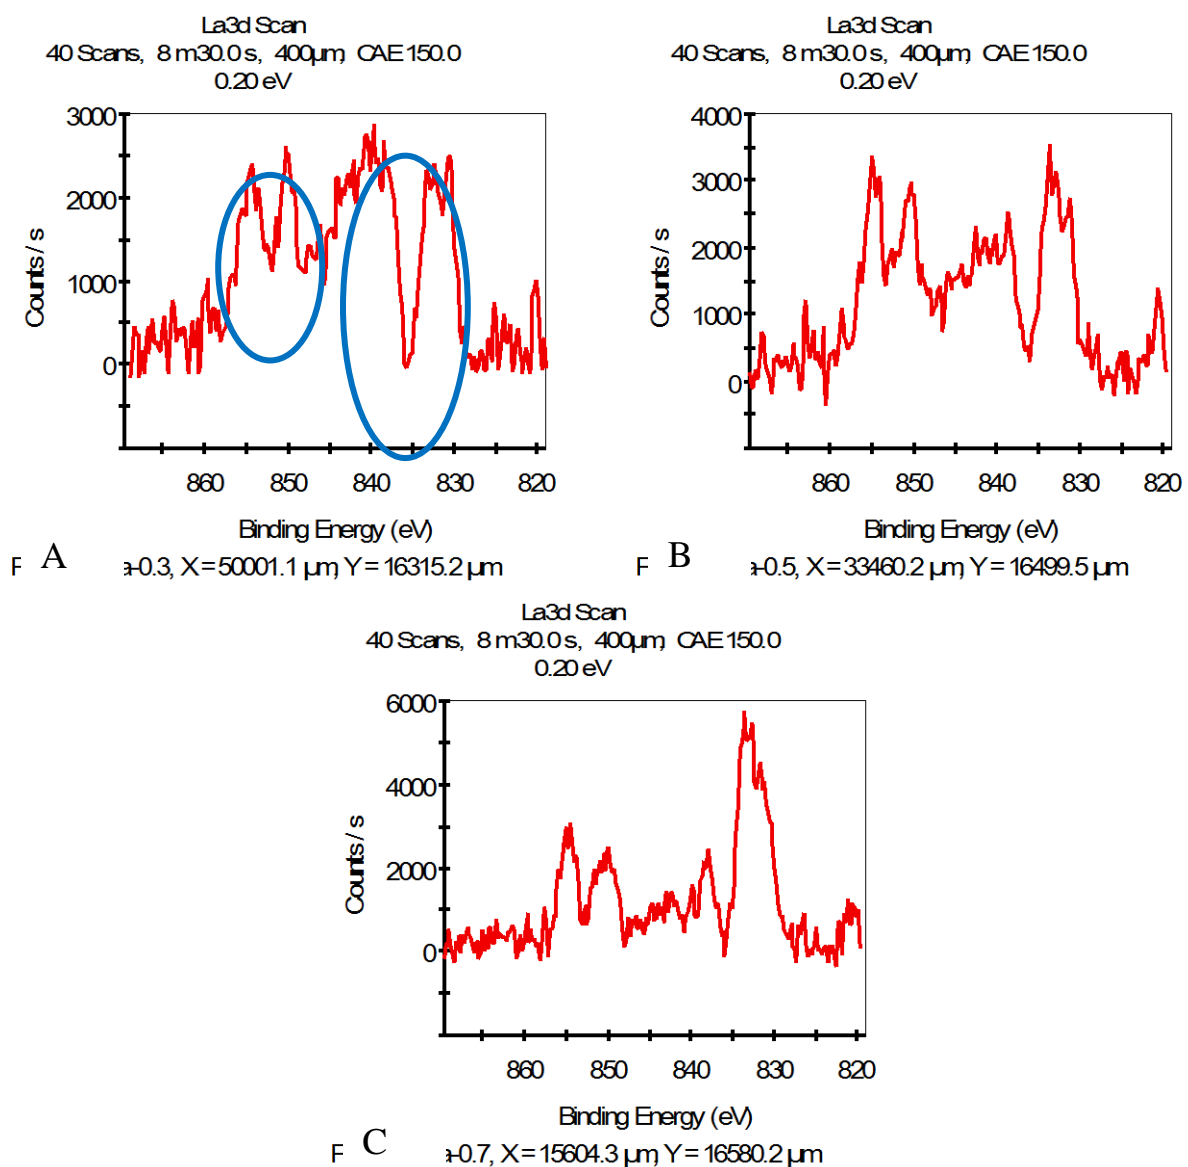 La3d Scan
40 Scans, 8 m 30.0 s, 400µm, CAE 150.0
0.20 eV
3000
2000
1000
0
Counts / s
860 850 840 830 820
Binding Energy (eV)
A a-0.3, X = 50001.1 µm, Y = 16315.2 µm
La3d Scan
40 Scans, 8 m 30.0 s, 400µm, CAE 150.0
0.20 eV
4000
3000
2000
1000
0
Counts / s
860 850 840 830 820
Binding Energy (eV)
B a-0.5, X = 33460.2 µm, Y = 16499.5 µm
La3d Scan
40 Scans, 8 m 30.0 s, 400µm, CAE 150.0
0.20 eV
6000
4000
2000
0
Counts / s
860 850 840 830 820
Binding Energy (eV)
C a-0.7, X = 15604.3 µm, Y = 16580.2 µm